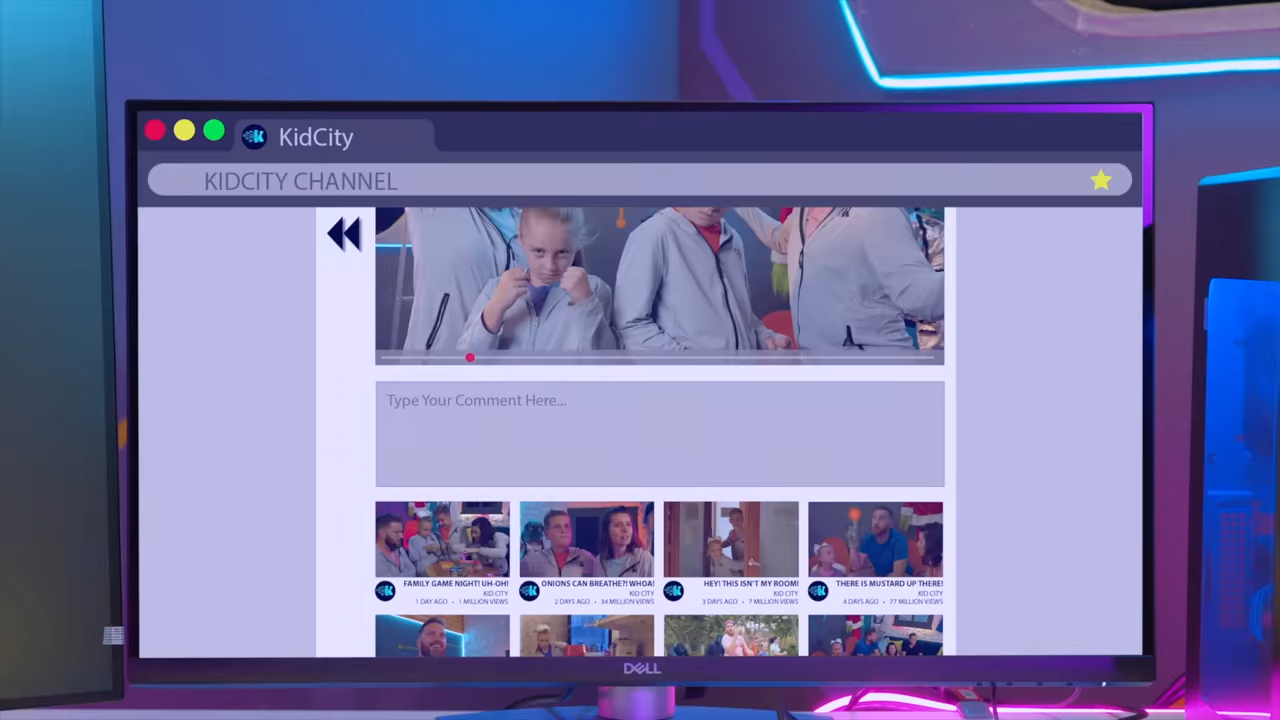 KidCity
KIDCITY CHANNEL
Type Your Comment Here...
FAMILY GAME NIGHT! UH-OH!
KID CITY
1 DAY AGO • 1 MILLION VIEWS
ONIONS CAN BREATHE?! WHOA!
KID CITY
2 DAYS AGO • 34 MILLION VIEWS
HEY! THIS ISN'T MY ROOM!
KID CITY
3 DAYS AGO • 7 MILLION VIEWS
THERE IS MUSTARD UP THERE!
KID CITY
4 DAYS AGO • 77 MILLION VIEWS
DELL